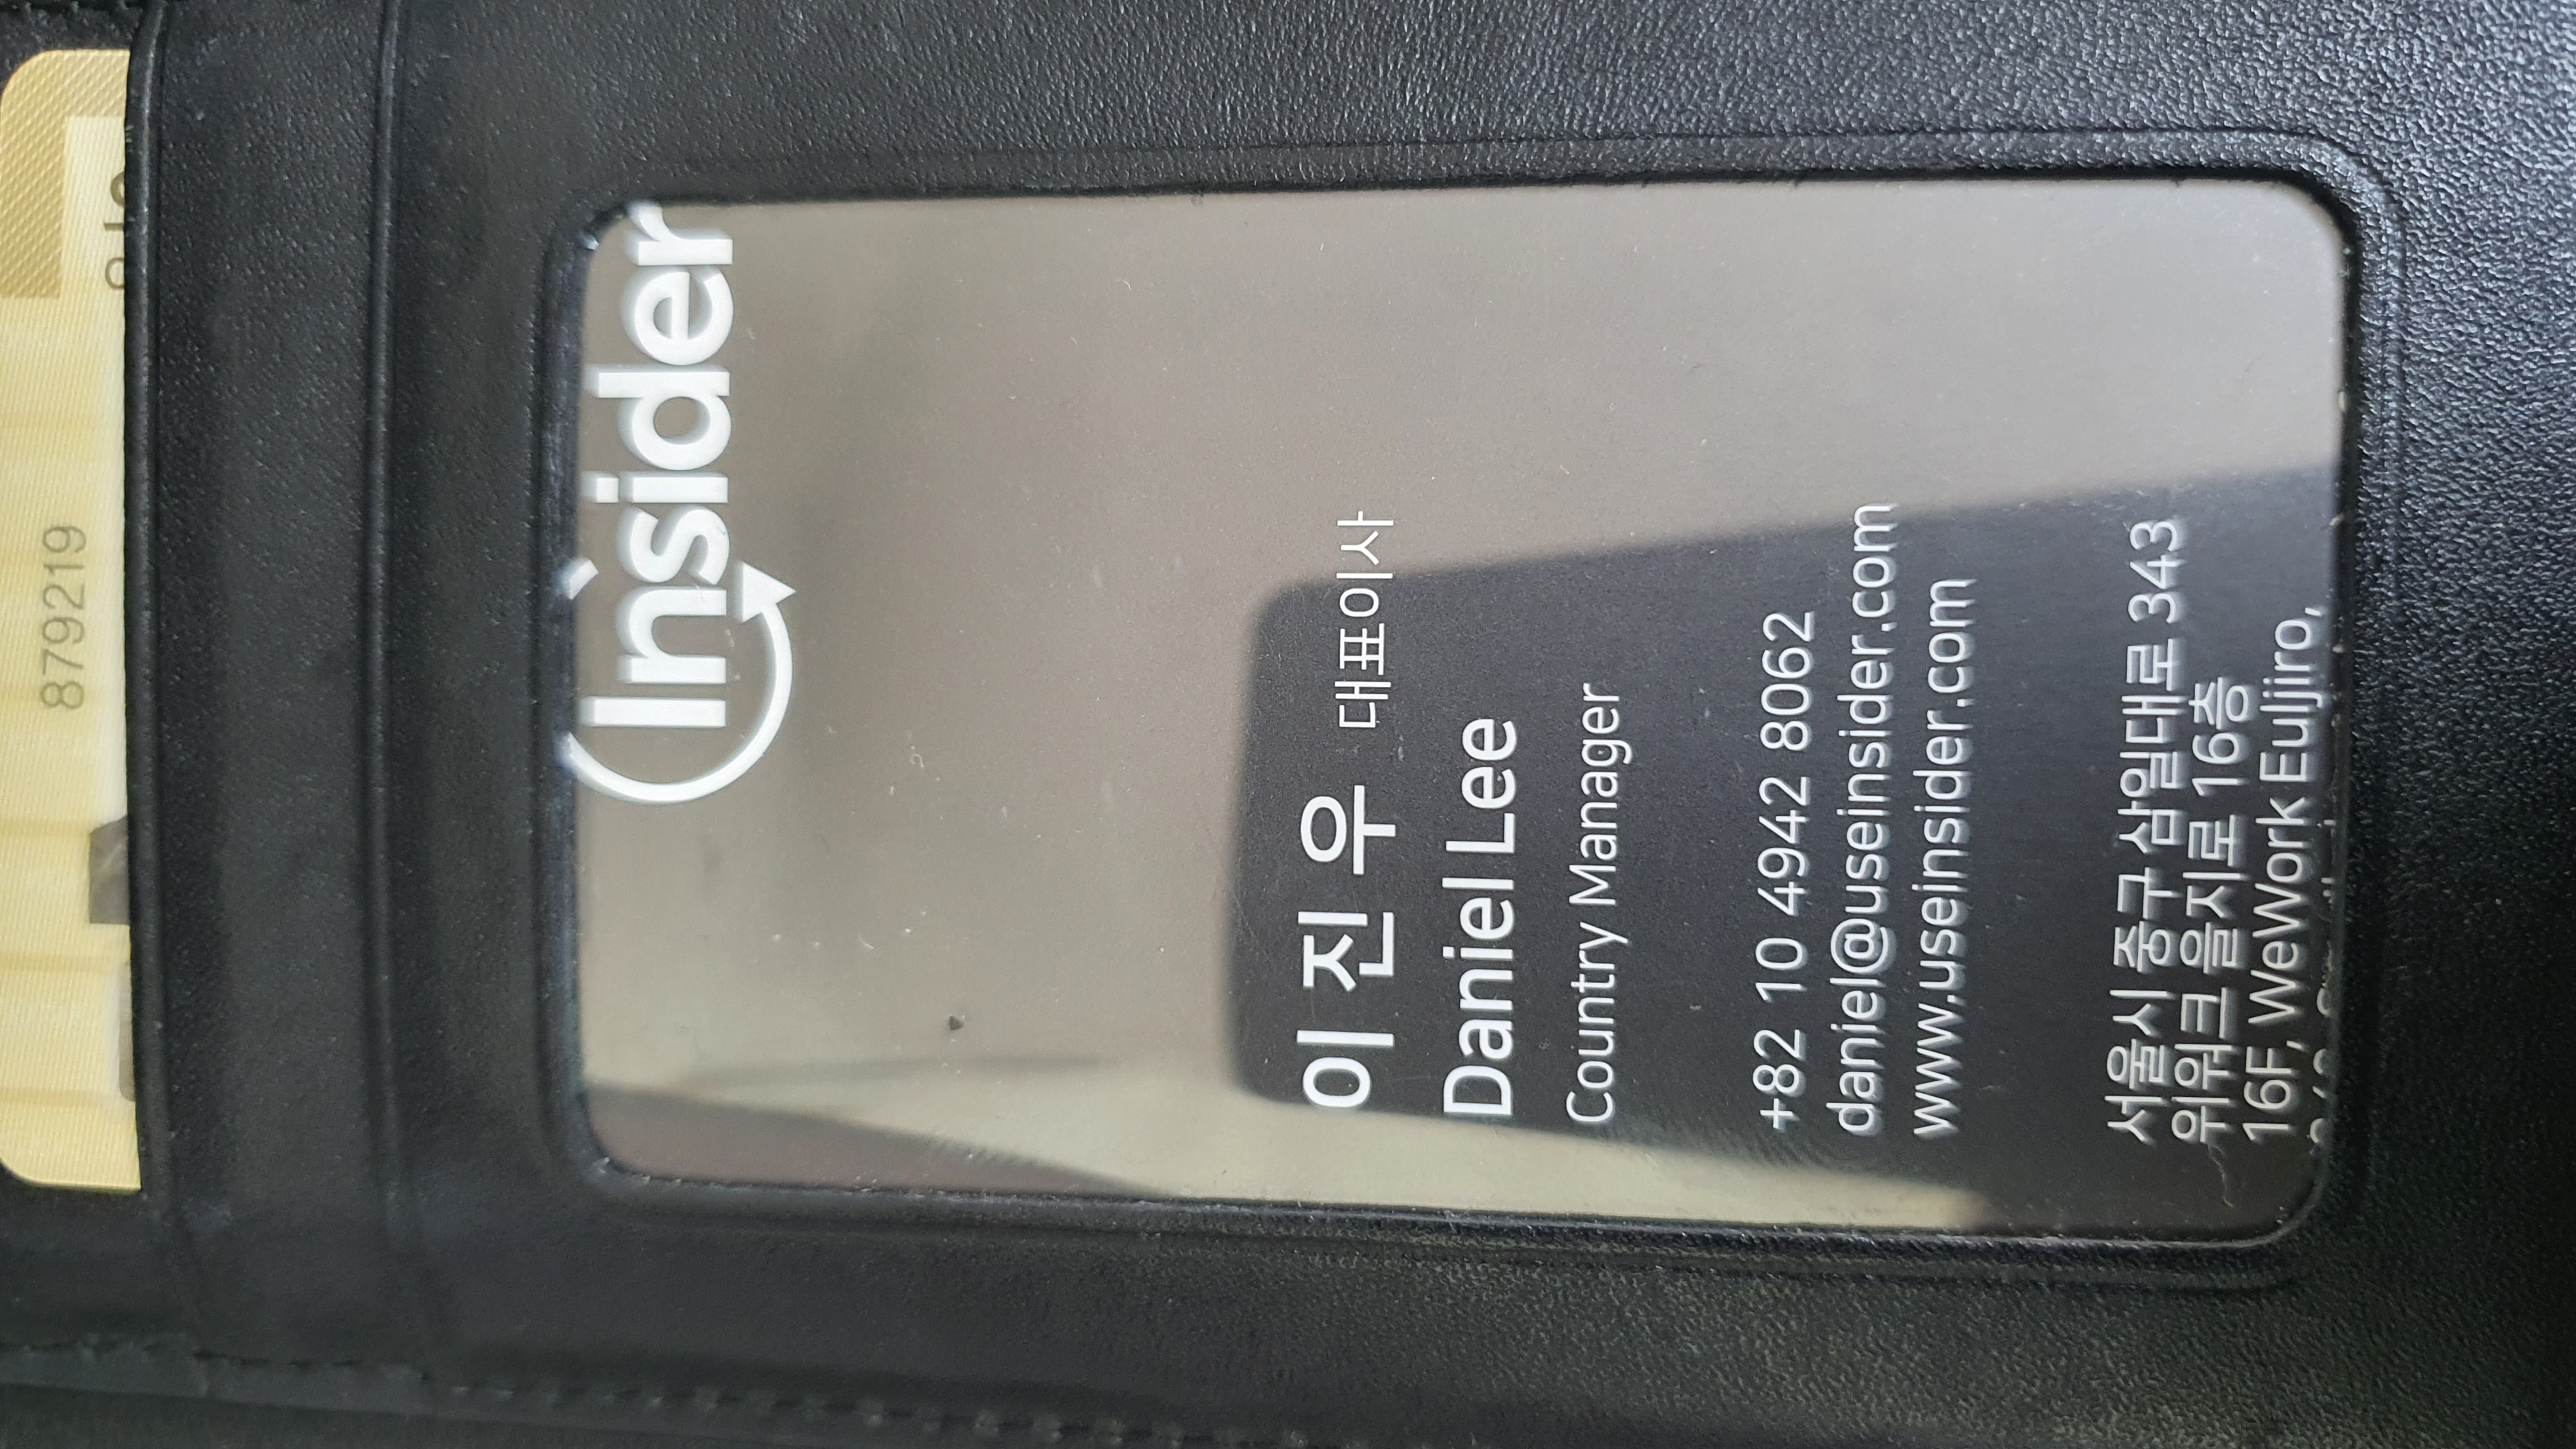 Insider
이 진 우 대표이사
Daniel Lee
Country Manager
+82 10 4942 8062
daniel@useinsider.com
www.useinsider.com
서울시 중구 삼일대로 343
위워크 을지로 16층
16F, WeWork Euljiro,
879219